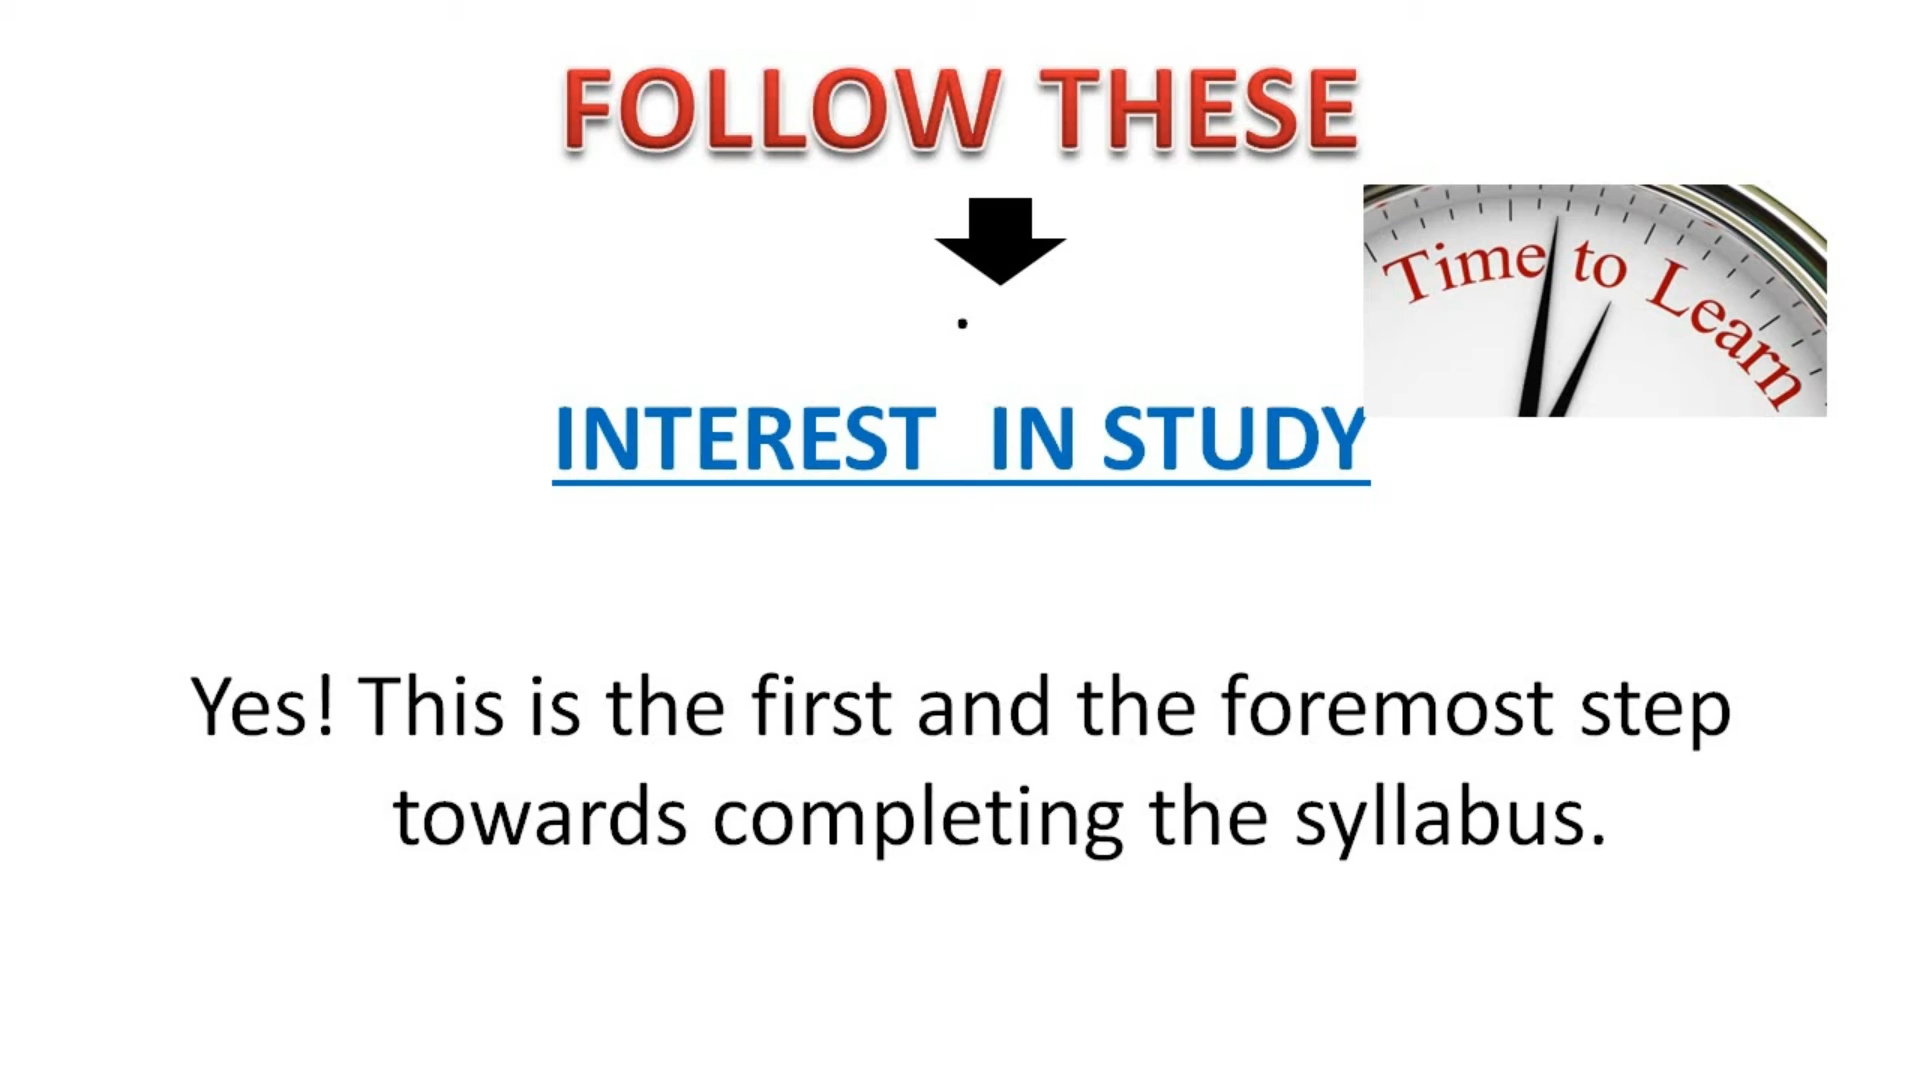 FOLLOW THESE
Time to Learn
.
INTEREST IN STUDY
Yes! This is the first and the foremost step
towards completing the syllabus.